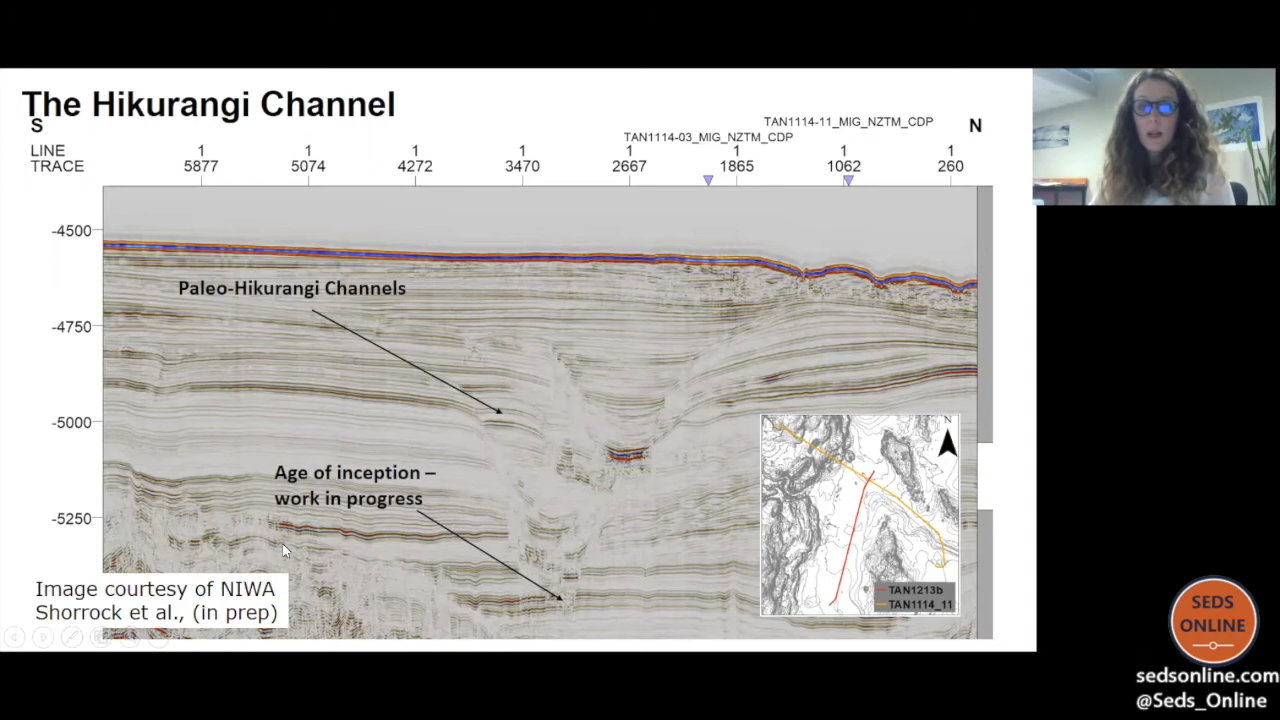 The Hikurangi Channel
S
TAN1114-11_MIG_NZTM_CDP
N
TAN1114-03_MIG_NZTM_CDP
LINE 1 1 1 1 1 1 1 1
TRACE 5877 5074 4272 3470 2667 1865 1062 260
-4500
Paleo-Hikurangi Channels
-4750
-5000
N
Age of inception –
work in progress
-5250
TAN1213b
TAN1114_11
Image courtesy of NIWA
Shorrock et al., (in prep)
SEDS
ONLINE
sedsonline.com
@Seds_Online